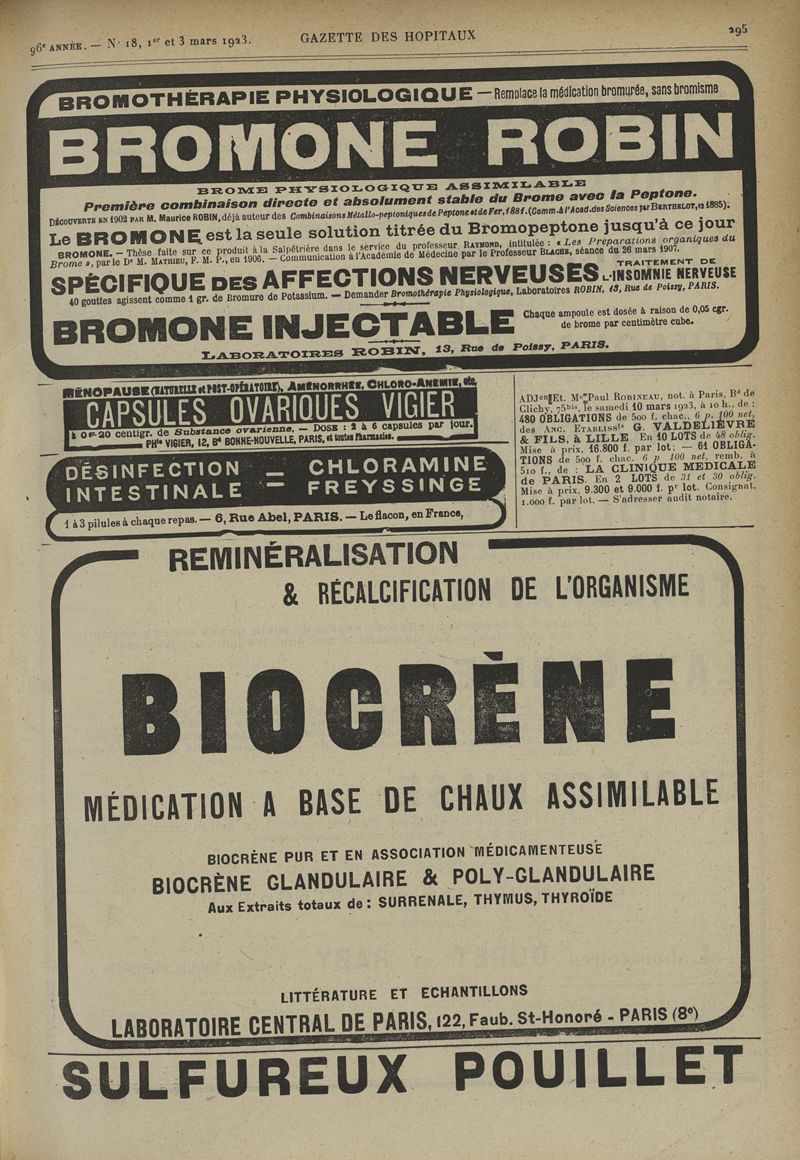 96e ANNÉE. — N° 18, 1er et 3 mars 1923.
GAZETTE DES HOPITAUX
295
BROMOTHÉRAPIE PHYSIOLOGIQUE — Remplace la médication bromurée, sans bromisme
BROMONE ROBIN
BROME PHYSIOLOGIQUE ASSIMILABLE
Première combinaison directe et absolument stable du Brome avec la Peptone.
DÉCOUVERTE EN 1902 PAR M. Maurice ROBIN, déjà auteur des Combinaisons Métallo-peptoniques de Peptone et de Fer, 1881. (Comm. à l'Acad. des Sciences par BERTHELOT, en 1885).
Le BROMONE est la seule solution titrée du Bromopeptone jusqu'à ce jour
BROMONE. — Thèse faite sur ce produit à la Salpétrière dans le service du professeur RAYMOND, intitulée : « Les Préparations organiques du
Brome », par le Dr M. MATHIEU, F. M. P., en 1906. — Communication à l'Académie de Médecine par le Professeur BLACHE, séance du 26 mars 1907.
SPÉCIFIQUE DES AFFECTIONS NERVEUSES
TRAITEMENT DE
L'INSOMNIE NERVEUSE
40 gouttes agissent comme 1 gr. de Bromure de Potassium. — Demander Bromothérapie Physiologique, Laboratoires ROBIN, 13, Rue de Poissy, PARIS.
BROMONE INJECTABLE
Chaque ampoule est dosée à raison de 0,05 cgr.
de brome par centimètre cube.
LABORATOIRES ROBIN, 13, Rue de Poissy, PARIS.
MÉNOPAUSE (NATURELLE et POST-OPÉRATOIRE), AMÉNORRHÉE, CHLORO-ANÉMIE, etc.
CAPSULES OVARIQUES VIGIER
à 0 gr. 20 centigr. de Substance ovarienne. — DOSE : 2 à 6 capsules par jour.
PHie VIGIER, 12, Bd BONNE-NOUVELLE, PARIS, et toutes Pharmacies.
DÉSINFECTION = CHLORAMINE
INTESTINALE FREYSSINGE
1 à 3 pilules à chaque repas. — 6, Rue Abel, PARIS. — Le flacon, en France,
ADJon Et. Me Paul ROBINEAU, not. à Paris, Bd de
Clichy, 75bis, le samedi 10 mars 1923, à 10 h., de :
480 OBLIGATIONS de 500 f. chac., 6 p. 100 net,
des ANC. ETABLISSts G. VALDELIÈVRE
& FILS, à LILLE En 10 LOTS de 48 oblig.
Mise à prix, 16.800 f. par lot; — 61 OBLIGA-
TIONS de 500 f. chac. 6 p 100 net, remb. à
510 f., de : LA CLINIQUE MEDICALE
de PARIS. En 2 LOTS de 31 et 30 oblig.
Mise à prix, 9.300 et 9.000 f. pr lot. Consignat,
1.000 f. par lot. — S'adresser audit notaire.
REMINÉRALISATION
& RÉCALCIFICATION DE L'ORGANISME
BIOCRÈNE
MÉDICATION A BASE DE CHAUX ASSIMILABLE
BIOCRÈNE PUR ET EN ASSOCIATION MÉDICAMENTEUSE
BIOCRÈNE GLANDULAIRE & POLY-GLANDULAIRE
Aux Extraits totaux de : SURRENALE, THYMUS, THYROÏDE
LITTÉRATURE ET ECHANTILLONS
LABORATOIRE CENTRAL DE PARIS, 122, Faub. St-Honoré - PARIS (8e)
SULFUREUX POUILLET